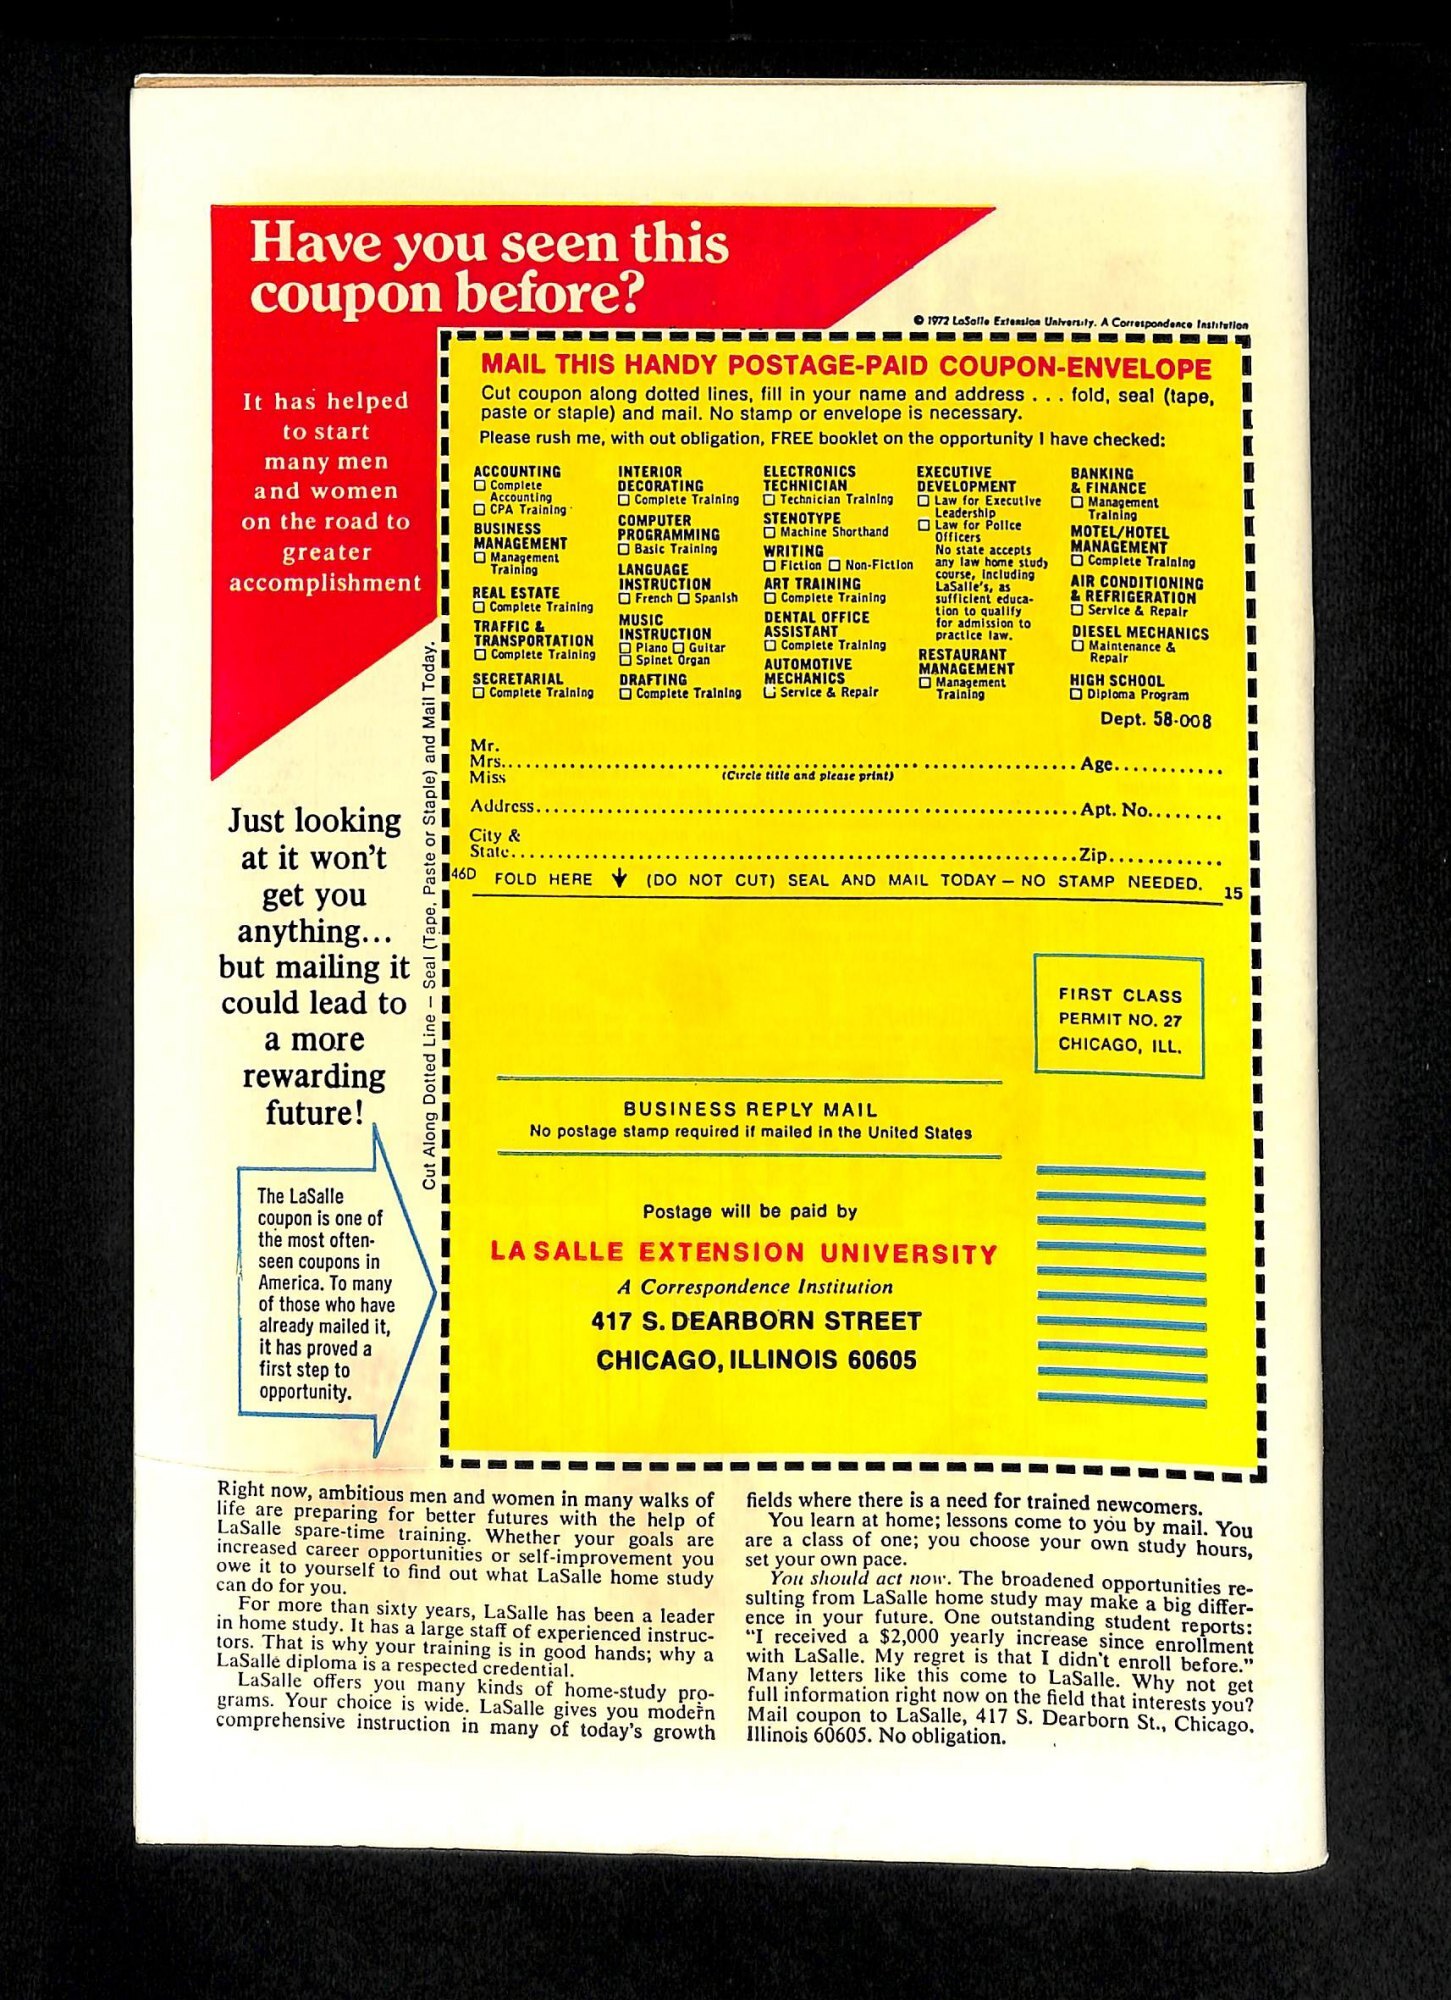 Have you seen this
coupon before?
It has helped
to start
many men
and women
on the road to
greater
accomplishment
© 1972 LaSalle Extension University. A Correspondence Institution
MAIL THIS HANDY POSTAGE-PAID COUPON-ENVELOPE
Cut coupon along dotted lines, fill in your name and address . . . fold, seal (tape,
paste or staple) and mail. No stamp or envelope is necessary.
Please rush me, with out obligation, FREE booklet on the opportunity I have checked:
ACCOUNTING
☐ Complete
Accounting
☐ CPA Training
BUSINESS
MANAGEMENT
☐ Management
Training
REAL ESTATE
☐ Complete Training
TRAFFIC &
TRANSPORTATION
☐ Complete Training
SECRETARIAL
☐ Complete Training
INTERIOR
DECORATING
☐ Complete Training
COMPUTER
PROGRAMMING
☐ Basic Training
LANGUAGE
INSTRUCTION
☐ French ☐ Spanish
MUSIC
INSTRUCTION
☐ Piano ☐ Guitar
☐ Spinet Organ
DRAFTING
☐ Complete Training
ELECTRONICS
TECHNICIAN
☐ Technician Training
STENOTYPE
☐ Machine Shorthand
WRITING
☐ Fiction ☐ Non-Fiction
ART TRAINING
☐ Complete Training
DENTAL OFFICE
ASSISTANT
☐ Complete Training
AUTOMOTIVE
MECHANICS
☐ Service & Repair
EXECUTIVE
DEVELOPMENT
☐ Law for Executive
Leadership
☐ Law for Police
Officers
No state accepts
any law home study
course, including
LaSalle's, as
sufficient educa-
tion to qualify
for admission to
practice law.
RESTAURANT
MANAGEMENT
☐ Management
Training
BANKING
& FINANCE
☐ Management
Training
MOTEL/HOTEL
MANAGEMENT
☐ Complete Training
AIR CONDITIONING
& REFRIGERATION
☐ Service & Repair
DIESEL MECHANICS
☐ Maintenance &
Repair
HIGH SCHOOL
☐ Diploma Program
Dept. 58-008
Mr.
Mrs. Age
Miss (Circle title and please print)
Address Apt. No.
City &
State Zip
46D FOLD HERE ↓ (DO NOT CUT) SEAL AND MAIL TODAY — NO STAMP NEEDED. 15
Cut Along Dotted Line — Seal (Tape, Paste or Staple) and Mail Today.
Just looking
at it won't
get you
anything...
but mailing it
could lead to
a more
rewarding
future!
The LaSalle
coupon is one of
the most often-
seen coupons in
America. To many
of those who have
already mailed it,
it has proved a
first step to
opportunity.
FIRST CLASS
PERMIT NO. 27
CHICAGO, ILL.
BUSINESS REPLY MAIL
No postage stamp required if mailed in the United States
Postage will be paid by
LA SALLE EXTENSION UNIVERSITY
A Correspondence Institution
417 S. DEARBORN STREET
CHICAGO, ILLINOIS 60605
Right now, ambitious men and women in many walks of
life are preparing for better futures with the help of
LaSalle spare-time training. Whether your goals are
increased career opportunities or self-improvement you
owe it to yourself to find out what LaSalle home study
can do for you.
For more than sixty years, LaSalle has been a leader
in home study. It has a large staff of experienced instruc-
tors. That is why your training is in good hands; why a
LaSalle diploma is a respected credential.
LaSalle offers you many kinds of home-study pro-
grams. Your choice is wide. LaSalle gives you modern
comprehensive instruction in many of today's growth
fields where there is a need for trained newcomers.
You learn at home; lessons come to you by mail. You
are a class of one; you choose your own study hours,
set your own pace.
You should act now. The broadened opportunities re-
sulting from LaSalle home study may make a big differ-
ence in your future. One outstanding student reports:
"I received a $2,000 yearly increase since enrollment
with LaSalle. My regret is that I didn't enroll before."
Many letters like this come to LaSalle. Why not get
full information right now on the field that interests you?
Mail coupon to LaSalle, 417 S. Dearborn St., Chicago,
Illinois 60605. No obligation.